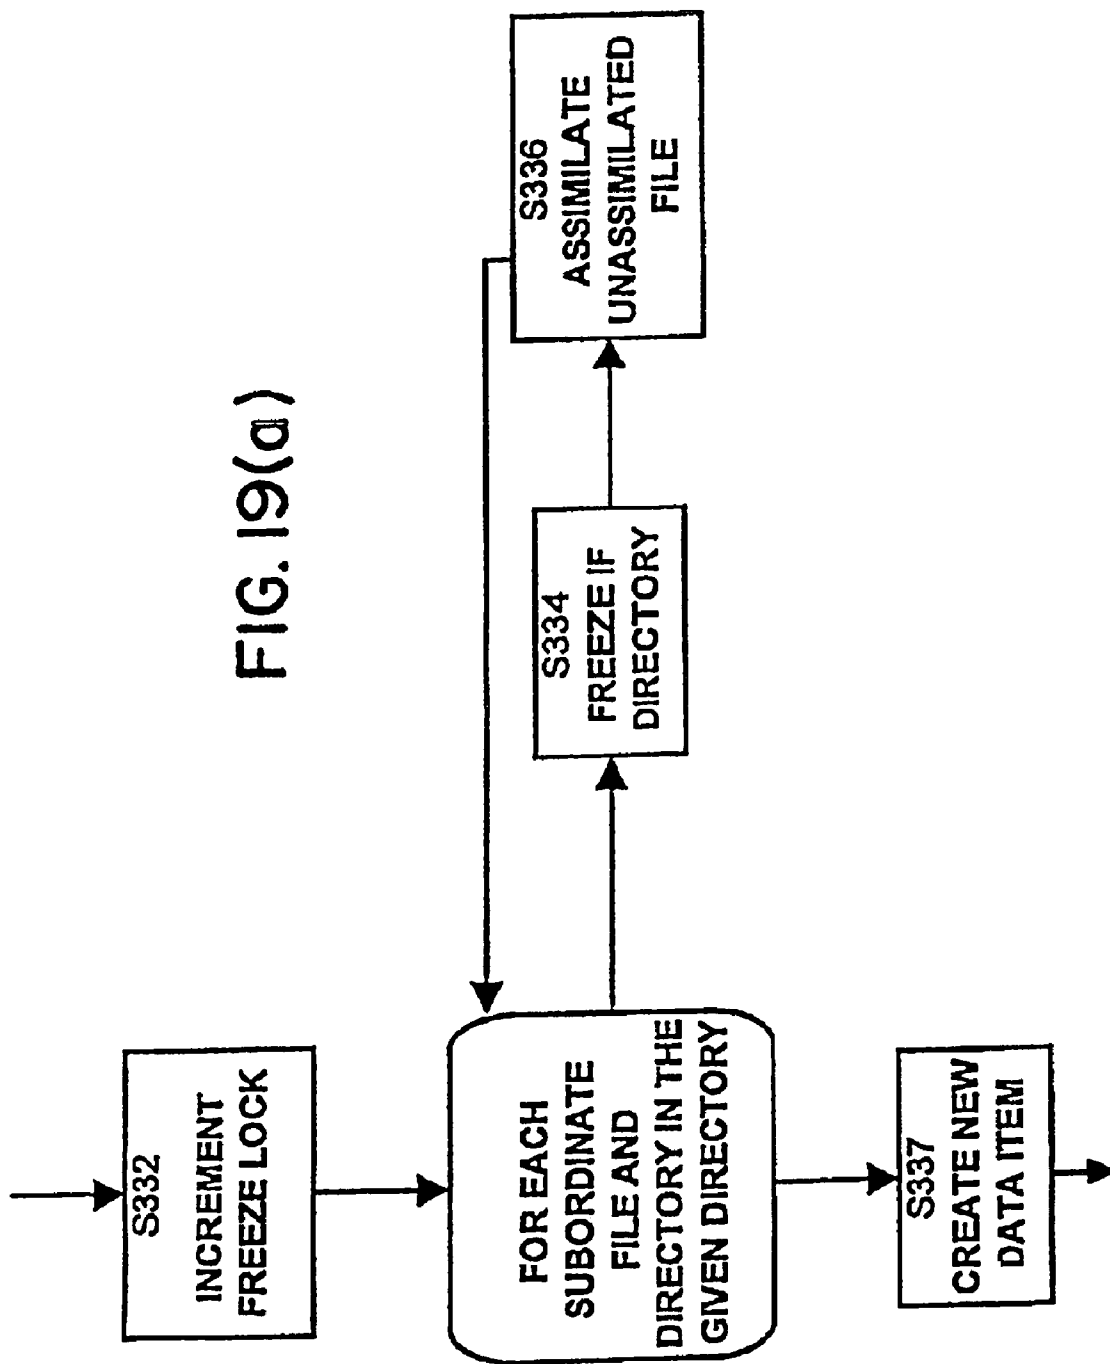 FIG. 19(a)
S332
INCREMENT
FREEZE LOCK
FOR EACH
SUBORDINATE
FILE AND
DIRECTORY IN THE
GIVEN DIRECTORY
S334
FREEZE IF
DIRECTORY
S336
ASSIMILATE
UNASSIMILATED
FILE
S337
CREATE NEW
DATA ITEM